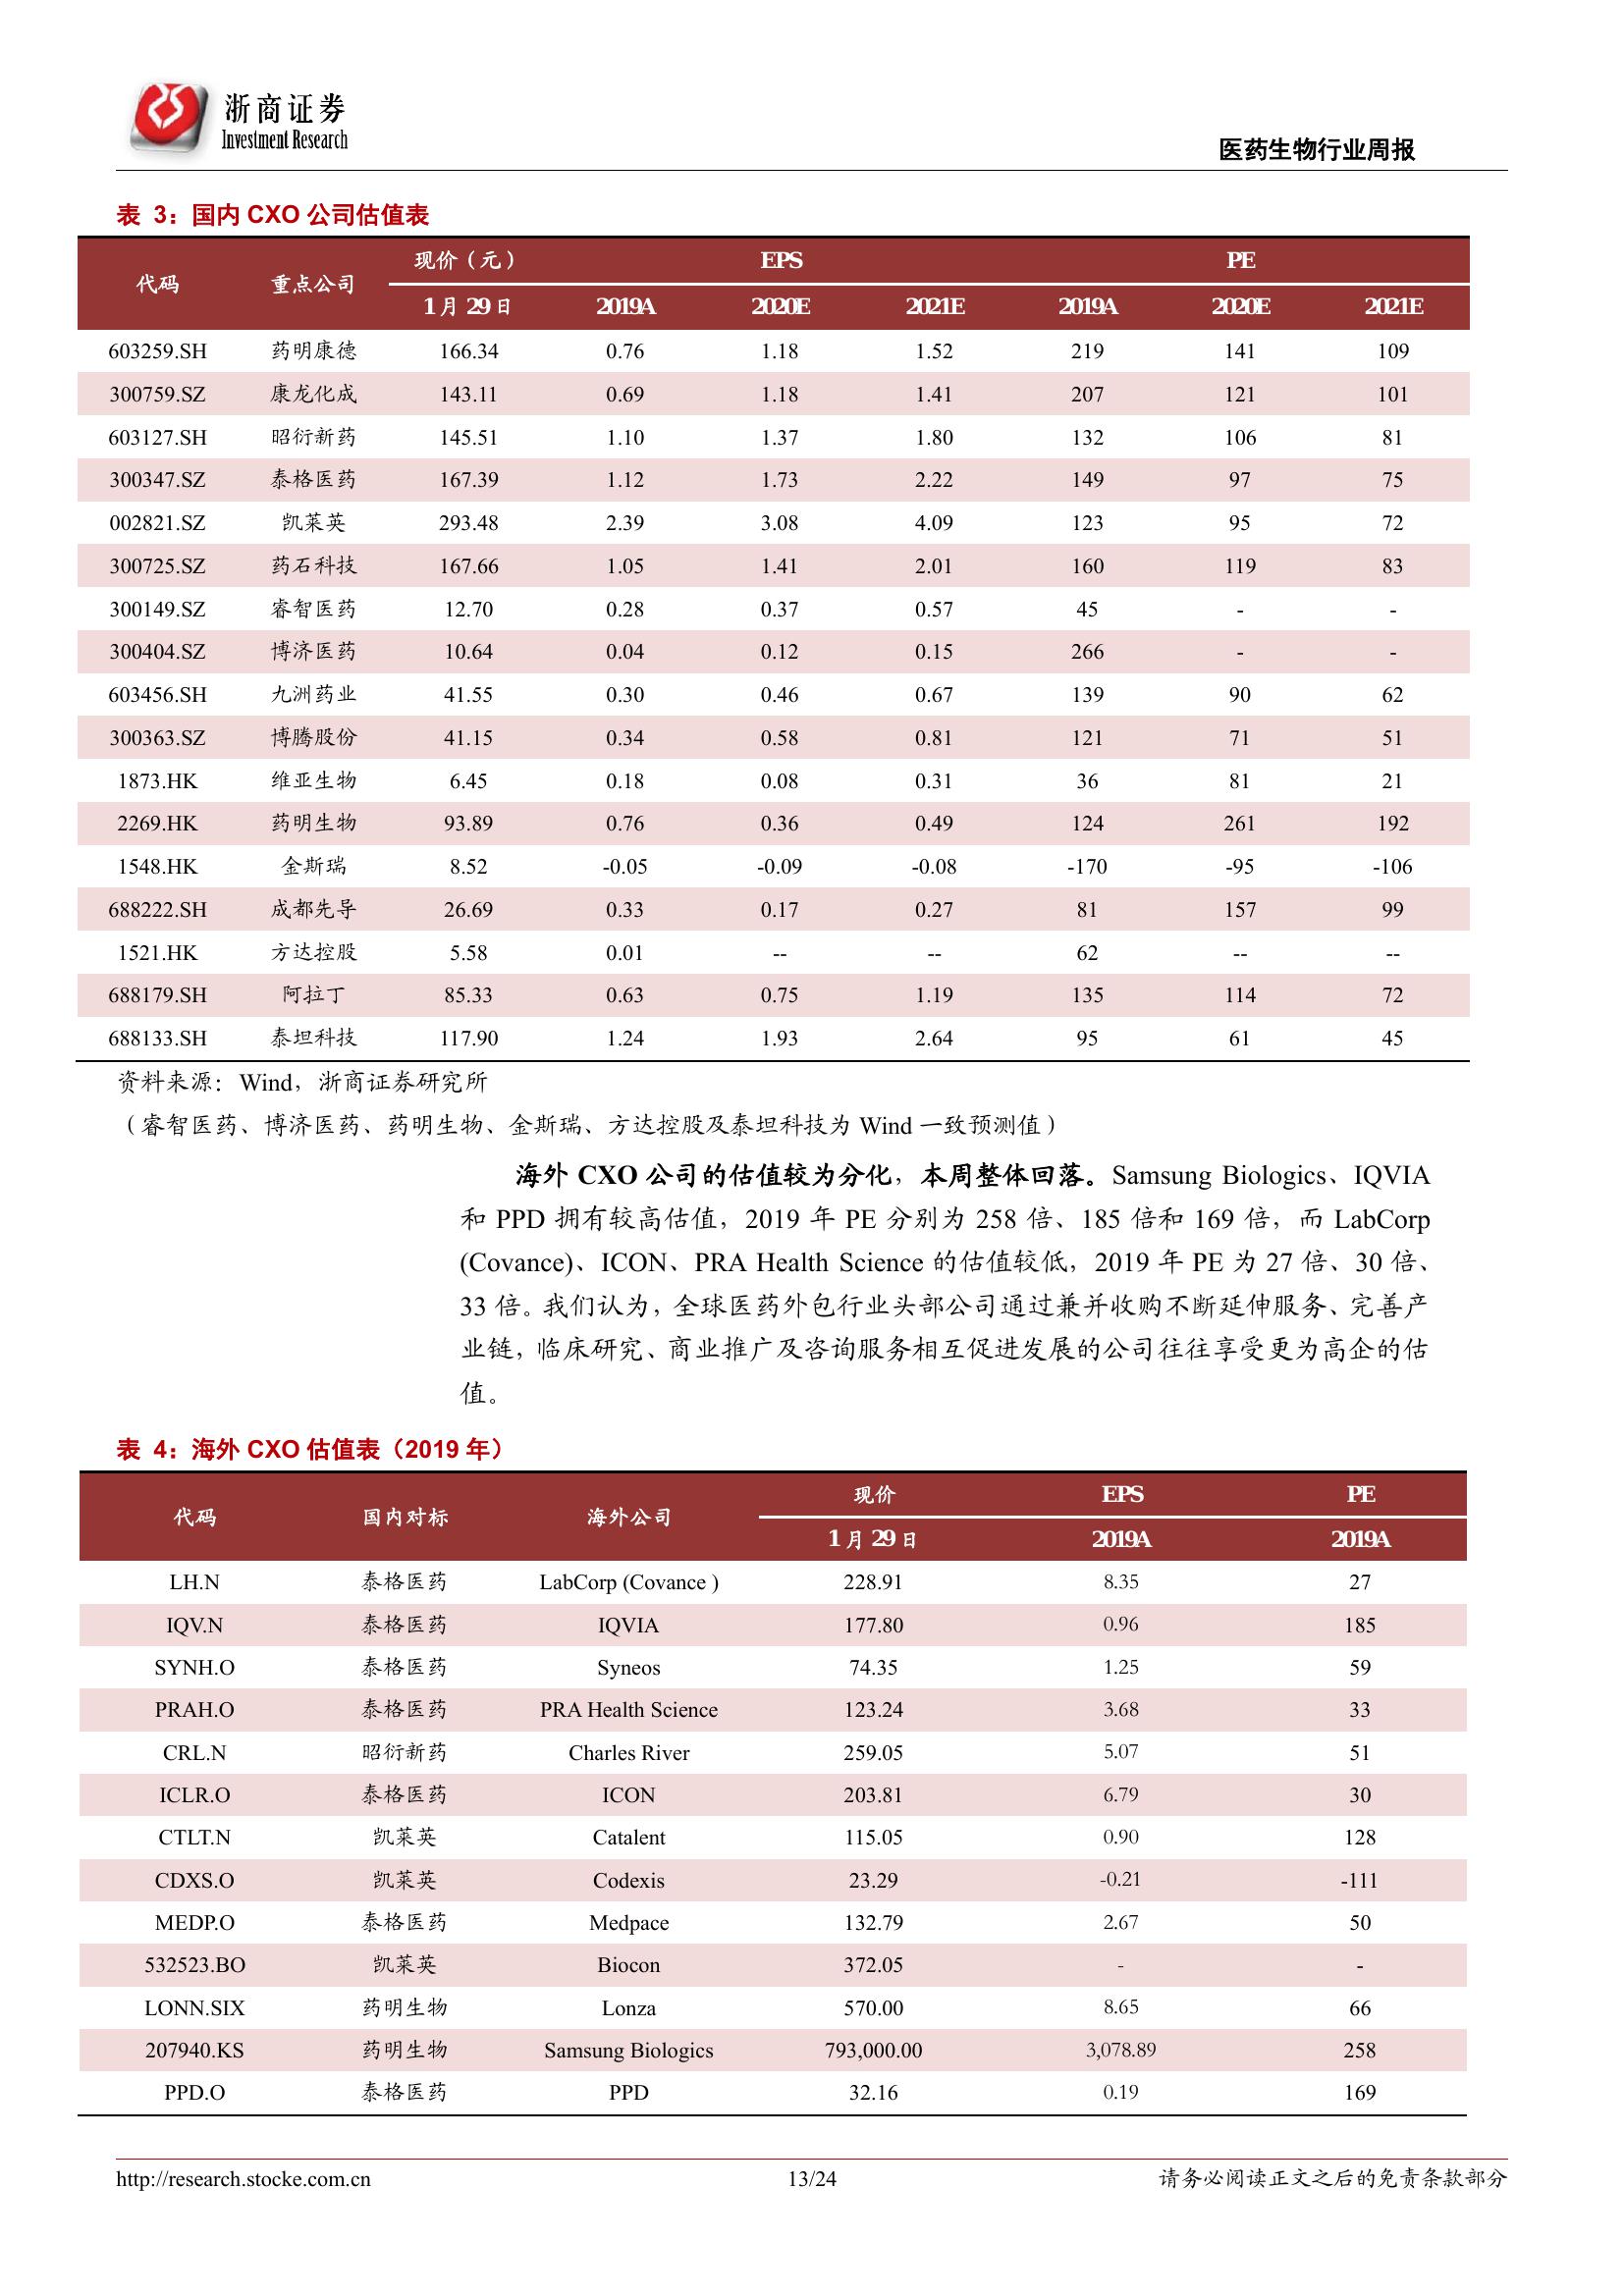 浙商证券
Investment Research
医药生物行业周报
表 3：国内 CXO 公司估值表
代码 重点公司 现价（元） EPS PE
1 月 29 日 2019A 2020E 2021E 2019A 2020E 2021E
603259.SH 药明康德 166.34 0.76 1.18 1.52 219 141 109
300759.SZ 康龙化成 143.11 0.69 1.18 1.41 207 121 101
603127.SH 昭衍新药 145.51 1.10 1.37 1.80 132 106 81
300347.SZ 泰格医药 167.39 1.12 1.73 2.22 149 97 75
002821.SZ 凯莱英 293.48 2.39 3.08 4.09 123 95 72
300725.SZ 药石科技 167.66 1.05 1.41 2.01 160 119 83
300149.SZ 睿智医药 12.70 0.28 0.37 0.57 45 - -
300404.SZ 博济医药 10.64 0.04 0.12 0.15 266 - -
603456.SH 九洲药业 41.55 0.30 0.46 0.67 139 90 62
300363.SZ 博腾股份 41.15 0.34 0.58 0.81 121 71 51
1873.HK 维亚生物 6.45 0.18 0.08 0.31 36 81 21
2269.HK 药明生物 93.89 0.76 0.36 0.49 124 261 192
1548.HK 金斯瑞 8.52 -0.05 -0.09 -0.08 -170 -95 -106
688222.SH 成都先导 26.69 0.33 0.17 0.27 81 157 99
1521.HK 方达控股 5.58 0.01 -- -- 62 -- --
688179.SH 阿拉丁 85.33 0.63 0.75 1.19 135 114 72
688133.SH 泰坦科技 117.90 1.24 1.93 2.64 95 61 45
资料来源：Wind，浙商证券研究所
（睿智医药、博济医药、药明生物、金斯瑞、方达控股及泰坦科技为 Wind 一致预测值）
海外 CXO 公司的估值较为分化，本周整体回落。Samsung Biologics、IQVIA
和 PPD 拥有较高估值，2019 年 PE 分别为 258 倍、185 倍和 169 倍，而 LabCorp
(Covance)、ICON、PRA Health Science 的估值较低，2019 年 PE 为 27 倍、30 倍、
33 倍。我们认为，全球医药外包行业头部公司通过兼并收购不断延伸服务、完善产
业链，临床研究、商业推广及咨询服务相互促进发展的公司往往享受更为高企的估
值。
表 4：海外 CXO 估值表（2019 年）
代码 国内对标 海外公司 现价 EPS PE
1 月 29 日 2019A 2019A
LH.N 泰格医药 LabCorp (Covance ) 228.91 8.35 27
IQV.N 泰格医药 IQVIA 177.80 0.96 185
SYNH.O 泰格医药 Syneos 74.35 1.25 59
PRAH.O 泰格医药 PRA Health Science 123.24 3.68 33
CRL.N 昭衍新药 Charles River 259.05 5.07 51
ICLR.O 泰格医药 ICON 203.81 6.79 30
CTLT.N 凯莱英 Catalent 115.05 0.90 128
CDXS.O 凯莱英 Codexis 23.29 -0.21 -111
MEDP.O 泰格医药 Medpace 132.79 2.67 50
532523.BO 凯莱英 Biocon 372.05 - -
LONN.SIX 药明生物 Lonza 570.00 8.65 66
207940.KS 药明生物 Samsung Biologics 793,000.00 3,078.89 258
PPD.O 泰格医药 PPD 32.16 0.19 169
http://research.stocke.com.cn 13/24 请务必阅读正文之后的免责条款部分